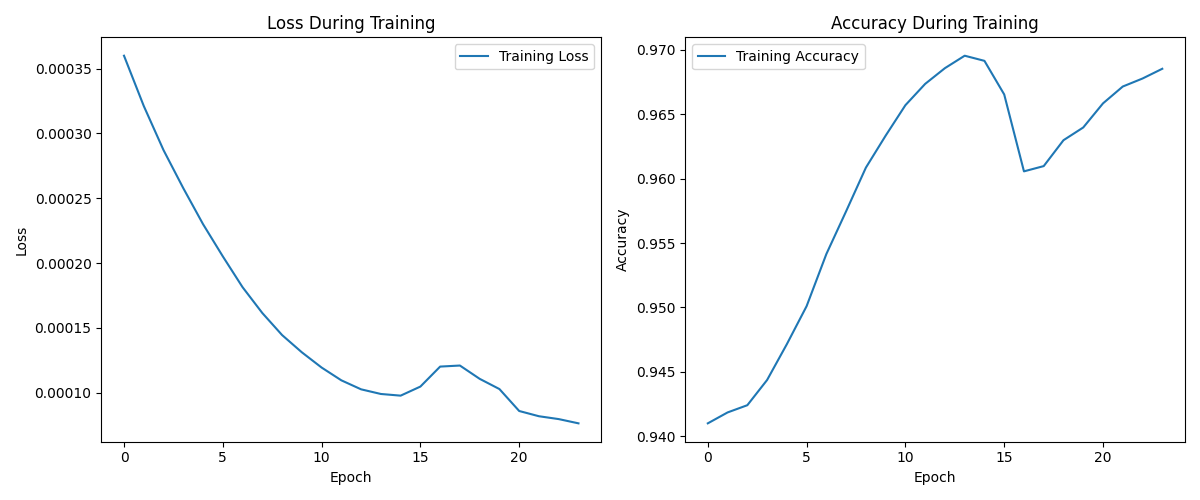 Loss During Training
Training Loss
0.00035
0.00030
0.00025
0.00020
0.00015
0.00010
Loss
0 5 10 15 20
Epoch
Accuracy During Training
Training Accuracy
0.970
0.965
0.960
0.955
0.950
0.945
0.940
Accuracy
0 5 10 15 20
Epoch